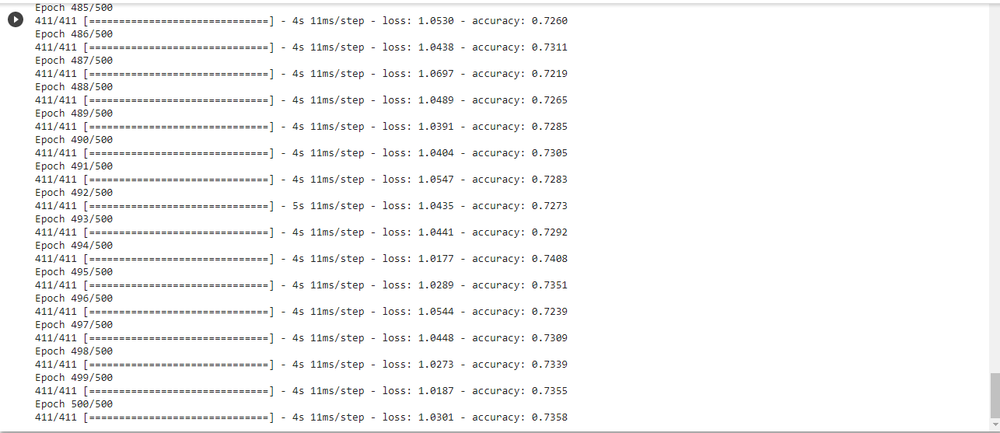 Epoch 485/500
411/411 [==============================] - 4s 11ms/step - loss: 1.0530 - accuracy: 0.7260
Epoch 486/500
411/411 [==============================] - 4s 11ms/step - loss: 1.0438 - accuracy: 0.7311
Epoch 487/500
411/411 [==============================] - 4s 11ms/step - loss: 1.0697 - accuracy: 0.7219
Epoch 488/500
411/411 [==============================] - 4s 11ms/step - loss: 1.0489 - accuracy: 0.7265
Epoch 489/500
411/411 [==============================] - 4s 11ms/step - loss: 1.0391 - accuracy: 0.7285
Epoch 490/500
411/411 [==============================] - 4s 11ms/step - loss: 1.0404 - accuracy: 0.7305
Epoch 491/500
411/411 [==============================] - 4s 11ms/step - loss: 1.0547 - accuracy: 0.7283
Epoch 492/500
411/411 [==============================] - 5s 11ms/step - loss: 1.0435 - accuracy: 0.7273
Epoch 493/500
411/411 [==============================] - 4s 11ms/step - loss: 1.0441 - accuracy: 0.7292
Epoch 494/500
411/411 [==============================] - 4s 11ms/step - loss: 1.0177 - accuracy: 0.7408
Epoch 495/500
411/411 [==============================] - 4s 11ms/step - loss: 1.0289 - accuracy: 0.7351
Epoch 496/500
411/411 [==============================] - 4s 11ms/step - loss: 1.0544 - accuracy: 0.7239
Epoch 497/500
411/411 [==============================] - 4s 11ms/step - loss: 1.0448 - accuracy: 0.7309
Epoch 498/500
411/411 [==============================] - 4s 11ms/step - loss: 1.0273 - accuracy: 0.7339
Epoch 499/500
411/411 [==============================] - 4s 11ms/step - loss: 1.0187 - accuracy: 0.7355
Epoch 500/500
411/411 [==============================] - 4s 11ms/step - loss: 1.0301 - accuracy: 0.7358